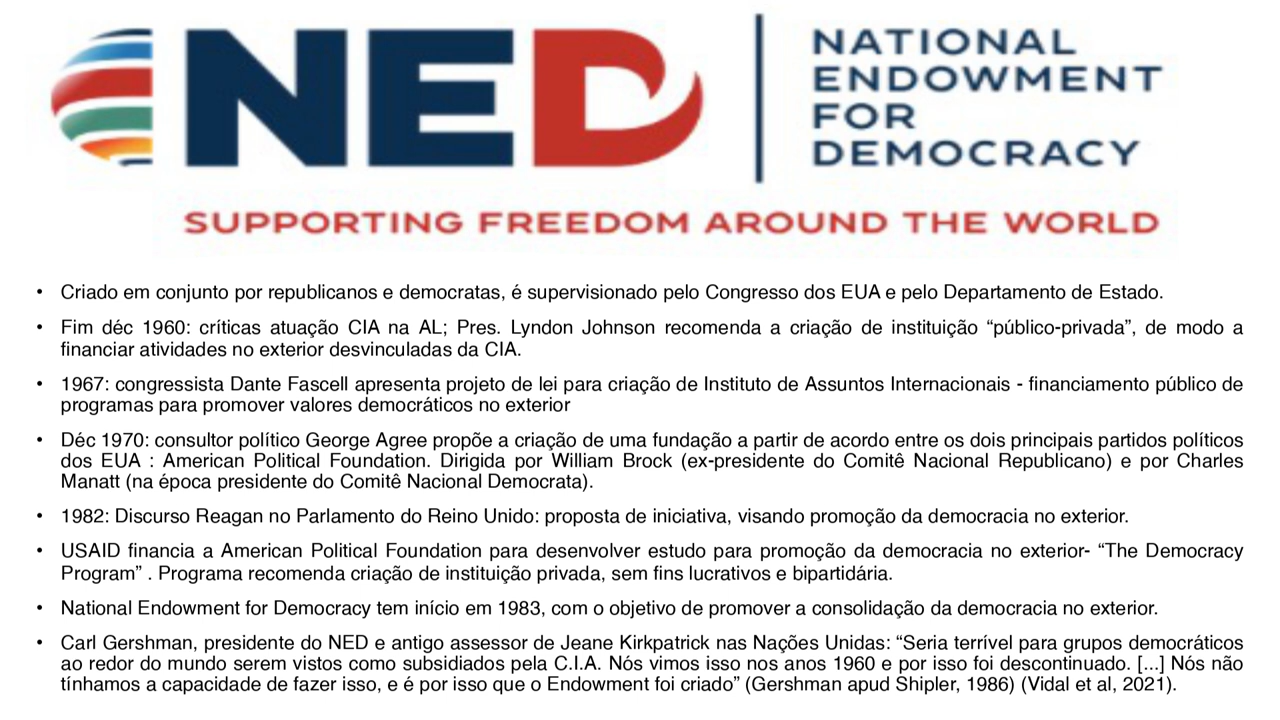 NED
NATIONAL
ENDOWMENT
FOR
DEMOCRACY
SUPPORTING FREEDOM AROUND THE WORLD
• Criado em conjunto por republicanos e democratas, é supervisionado pelo Congresso dos EUA e pelo Departamento de Estado.
• Fim déc 1960: críticas atuação CIA na AL; Pres. Lyndon Johnson recomenda a criação de instituição “público-privada”, de modo a
financiar atividades no exterior desvinculadas da CIA.
• 1967: congressista Dante Fascell apresenta projeto de lei para criação de Instituto de Assuntos Internacionais - financiamento público de
programas para promover valores democráticos no exterior
• Déc 1970: consultor político George Agree propõe a criação de uma fundação a partir de acordo entre os dois principais partidos políticos
dos EUA : American Political Foundation. Dirigida por William Brock (ex-presidente do Comitê Nacional Republicano) e por Charles
Manatt (na época presidente do Comitê Nacional Democrata).
• 1982: Discurso Reagan no Parlamento do Reino Unido: proposta de iniciativa, visando promoção da democracia no exterior.
• USAID financia a American Political Foundation para desenvolver estudo para promoção da democracia no exterior- “The Democracy
Program” . Programa recomenda criação de instituição privada, sem fins lucrativos e bipartidária.
• National Endowment for Democracy tem início em 1983, com o objetivo de promover a consolidação da democracia no exterior.
• Carl Gershman, presidente do NED e antigo assessor de Jeane Kirkpatrick nas Nações Unidas: “Seria terrível para grupos democráticos
ao redor do mundo serem vistos como subsidiados pela C.I.A. Nós vimos isso nos anos 1960 e por isso foi descontinuado. [...] Nós não
tínhamos a capacidade de fazer isso, e é por isso que o Endowment foi criado” (Gershman apud Shipler, 1986) (Vidal et al, 2021).